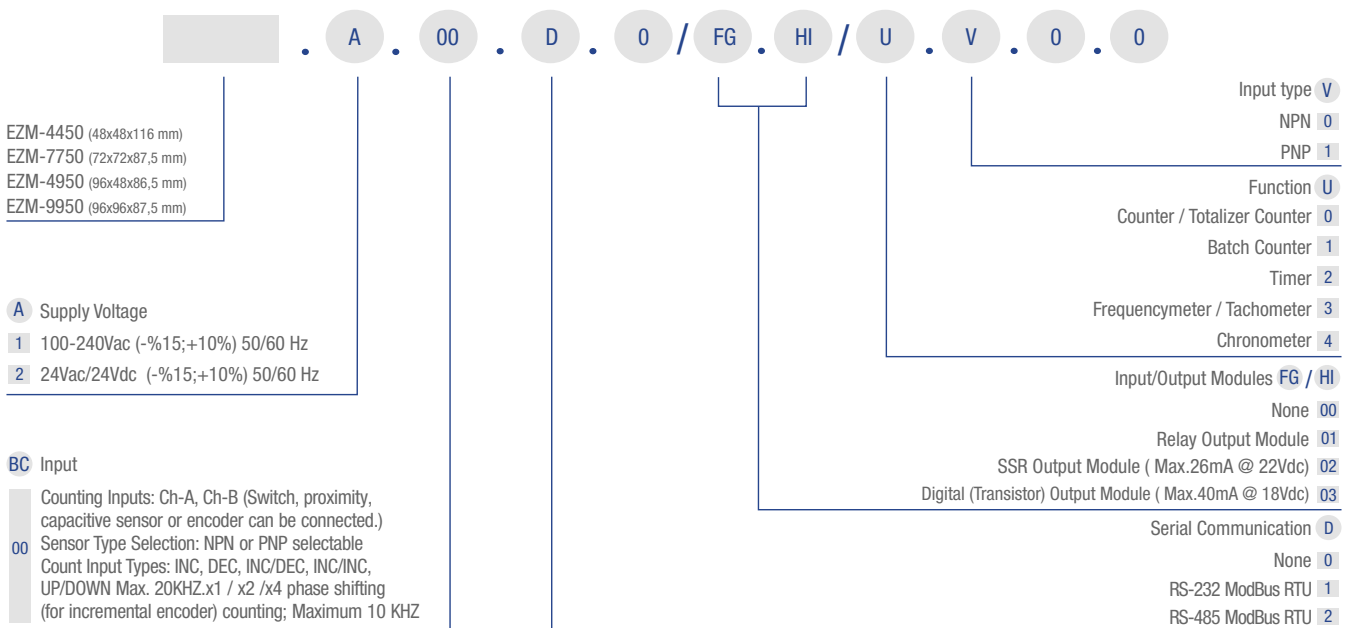 . A . 00 . D . 0 / FG . HI / U . V . 0 . 0
EZM-4450 (48x48x116 mm)
EZM-7750 (72x72x87,5 mm)
EZM-4950 (96x48x86,5 mm)
EZM-9950 (96x96x87,5 mm)
A Supply Voltage
1 100-240Vac (-%15;+10%) 50/60 Hz
2 24Vac/24Vdc (-%15;+10%) 50/60 Hz
BC Input
Counting Inputs: Ch-A, Ch-B (Switch, proximity,
capacitive sensor or encoder can be connected.)
00 Sensor Type Selection: NPN or PNP selectable
Count Input Types: INC, DEC, INC/DEC, INC/INC,
UP/DOWN Max. 20KHZ.x1 / x2 /x4 phase shifting
(for incremental encoder) counting; Maximum 10 KHZ
Input type V
NPN 0
PNP 1
Function U
Counter / Totalizer Counter 0
Batch Counter 1
Timer 2
Frequencymeter / Tachometer 3
Chronometer 4
Input/Output Modules FG / HI
None 00
Relay Output Module 01
SSR Output Module ( Max.26mA @ 22Vdc) 02
Digital (Transistor) Output Module ( Max.40mA @ 18Vdc) 03
Serial Communication D
None 0
RS-232 ModBus RTU 1
RS-485 ModBus RTU 2